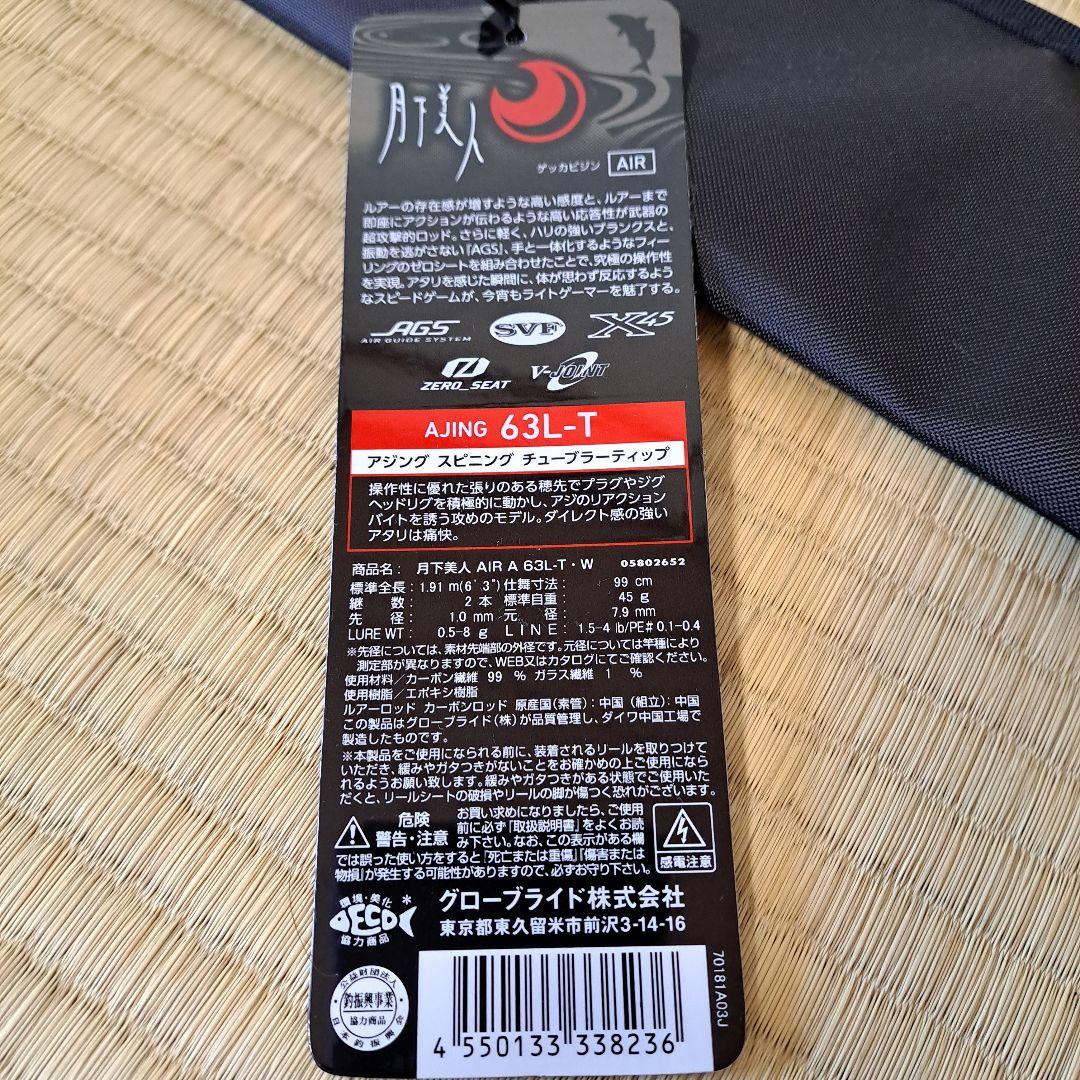 月下美人
ゲッカビジン AIR
ルアーの存在感が増すような高い感度と、ルアーまで
即座にアクションが伝わるような高い応答性が武器の
超攻撃的ロッド。さらに軽く、ハリの強いブランクスと、
振動を逃がさない「AGS」、手と一体化するようなフィー
リングのゼロシートを組み合わせたことで、究極の操作性
を実現。アタリを感じた瞬間に、体が思わず反応するよう
なスピードゲームが、今宵もライトゲーマーを魅了する。
AGS SVF X45
AIR GUIDE SYSTEM
ZERO_SEAT V-JOINT
AJING 63L-T
アジング スピニング チューブラーティップ
操作性に優れた張りのある穂先でプラグやジグ
ヘッドリグを積極的に動かし、アジのリアクション
バイトを誘う攻めのモデル。ダイレクト感の強い
アタリは痛快。
商品名: 月下美人 AIR A 63L-T・W 05802652
標準全長: 1.91 m(6' 3") 仕舞寸法: 99 cm
継 数: 2 本 標準自重: 45 g
先 径: 1.0 mm 元 径: 7.9 mm
LURE WT: 0.5-8 g LINE: 1.5-4 lb/PE# 0.1-0.4
※先径については、素材先端部の外径です。元径については竿種により
測定部が異なりますので、WEB又はカタログにてご確認ください。
使用材料/カーボン繊維 99 % ガラス繊維 1 %
使用樹脂/エポキシ樹脂
ルアーロッド カーボンロッド 原産国(素管):中国 (組立):中国
この製品はグローブライド(株)が品質管理し、ダイワ中国工場で
製造したものです。
※本製品をご使用になられる前に、装着されるリールを取りつけて
いただき、緩みやガタつきがないことをお確かめの上ご使用になら
れるようお願い致します。緩みやガタつきがある状態でご使用いた
だくと、リールシートの破損やリールの脚が傷つく恐れがございます。
危険
警告・注意
お買い求めになりましたら、ご使用
前に必ず『取扱説明書』をよくお読
み下さい。なお、この表示がある欄
では誤った使い方をすると『死亡または重傷』『傷害または
物損』が発生する可能性がありますので、必ずお守り下さい。
感電注意
環境・美化 *
DECO
協力商品
グローブライド株式会社
東京都東久留米市前沢3-14-16
公益財団法人
釣振興事業
協力商品
日本釣振興会
70181A03J
4 550133 338236